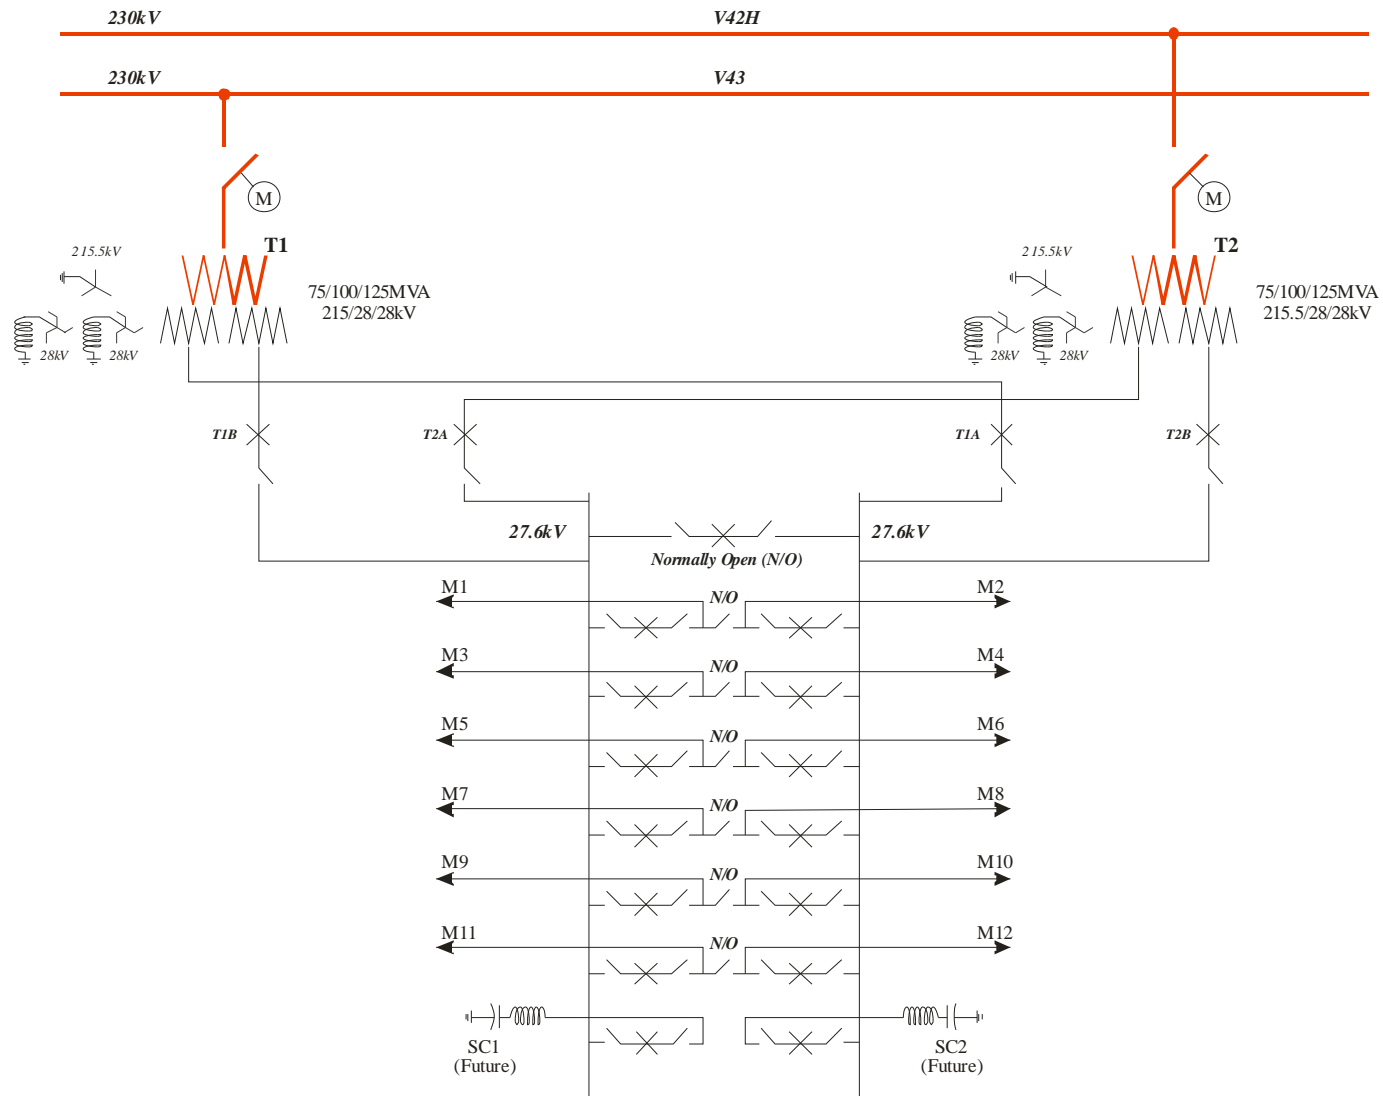 230kV
V42H
230kV
V43
M
M
T1
T2
215.5kV
215.5kV
75/100/125MVA
215/28/28kV
75/100/125MVA
215.5/28/28kV
28kV
28kV
28kV
28kV
T1B
T2A
T1A
T2B
27.6kV
27.6kV
Normally Open (N/O)
M1
N/O
M2
M3
N/O
M4
M5
N/O
M6
M7
N/O
M8
M9
N/O
M10
M11
N/O
M12
SC1
(Future)
SC2
(Future)